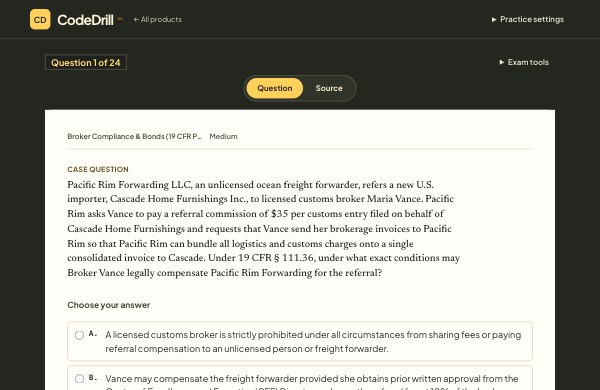 CD CodeDrill ← All products ▶ Practice settings
Question 1 of 24 ▶ Exam tools
Question Source
Broker Compliance & Bonds (19 CFR P… Medium
CASE QUESTION
Pacific Rim Forwarding LLC, an unlicensed ocean freight forwarder, refers a new U.S.
importer, Cascade Home Furnishings Inc., to licensed customs broker Maria Vance. Pacific
Rim asks Vance to pay a referral commission of $35 per customs entry filed on behalf of
Cascade Home Furnishings and requests that Vance send her brokerage invoices to Pacific
Rim so that Pacific Rim can bundle all logistics and customs charges onto a single
consolidated invoice to Cascade. Under 19 CFR § 111.36, under what exact conditions may
Broker Vance legally compensate Pacific Rim Forwarding for the referral?
Choose your answer
A. A licensed customs broker is strictly prohibited under all circumstances from sharing fees or paying
referral compensation to an unlicensed person or freight forwarder.
B. Vance may compensate the freight forwarder provided she obtains prior written approval from the